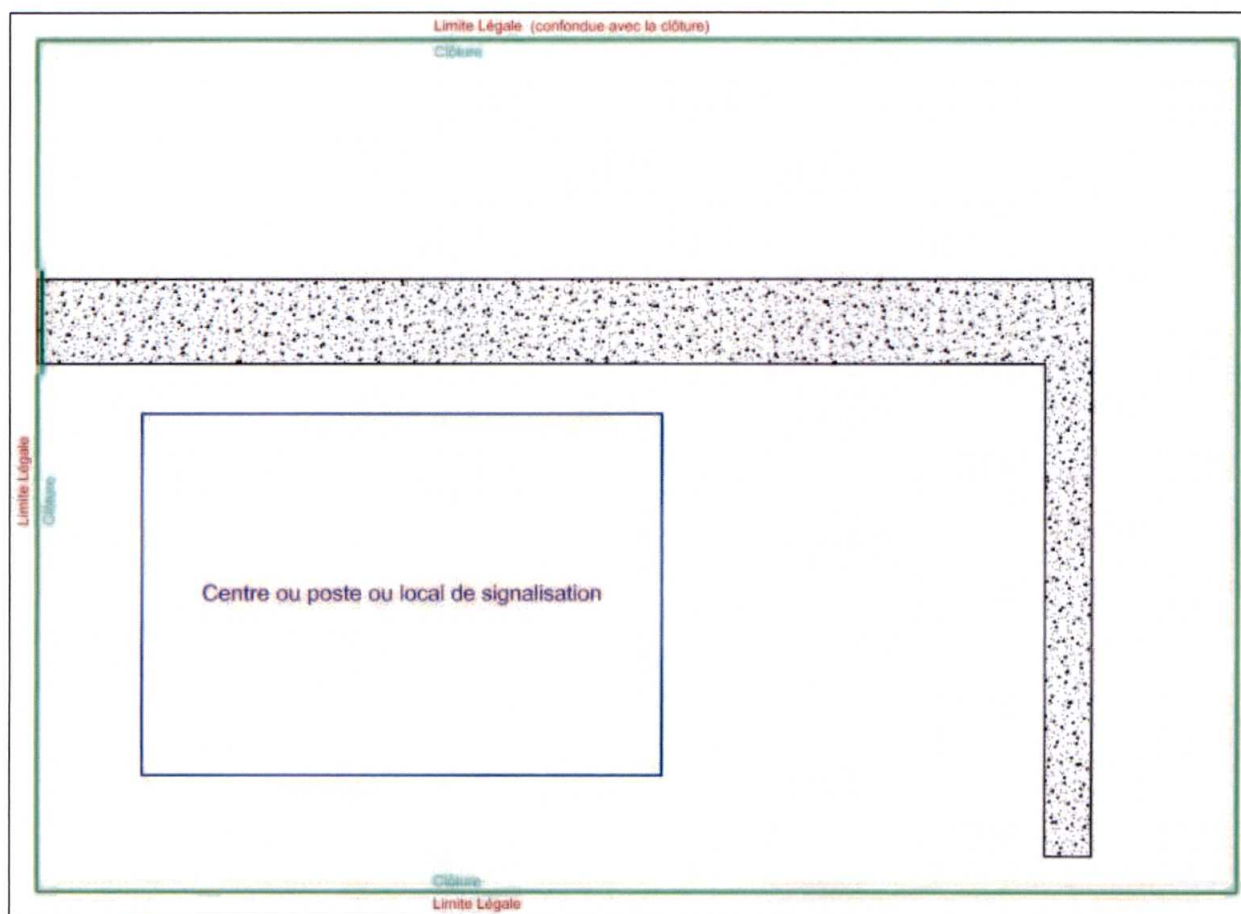 Limite Légale (confondue avec la clôture)
Clôture
Limite Légale
Clôture
Centre ou poste ou local de signalisation
Clôture
Limite Légale